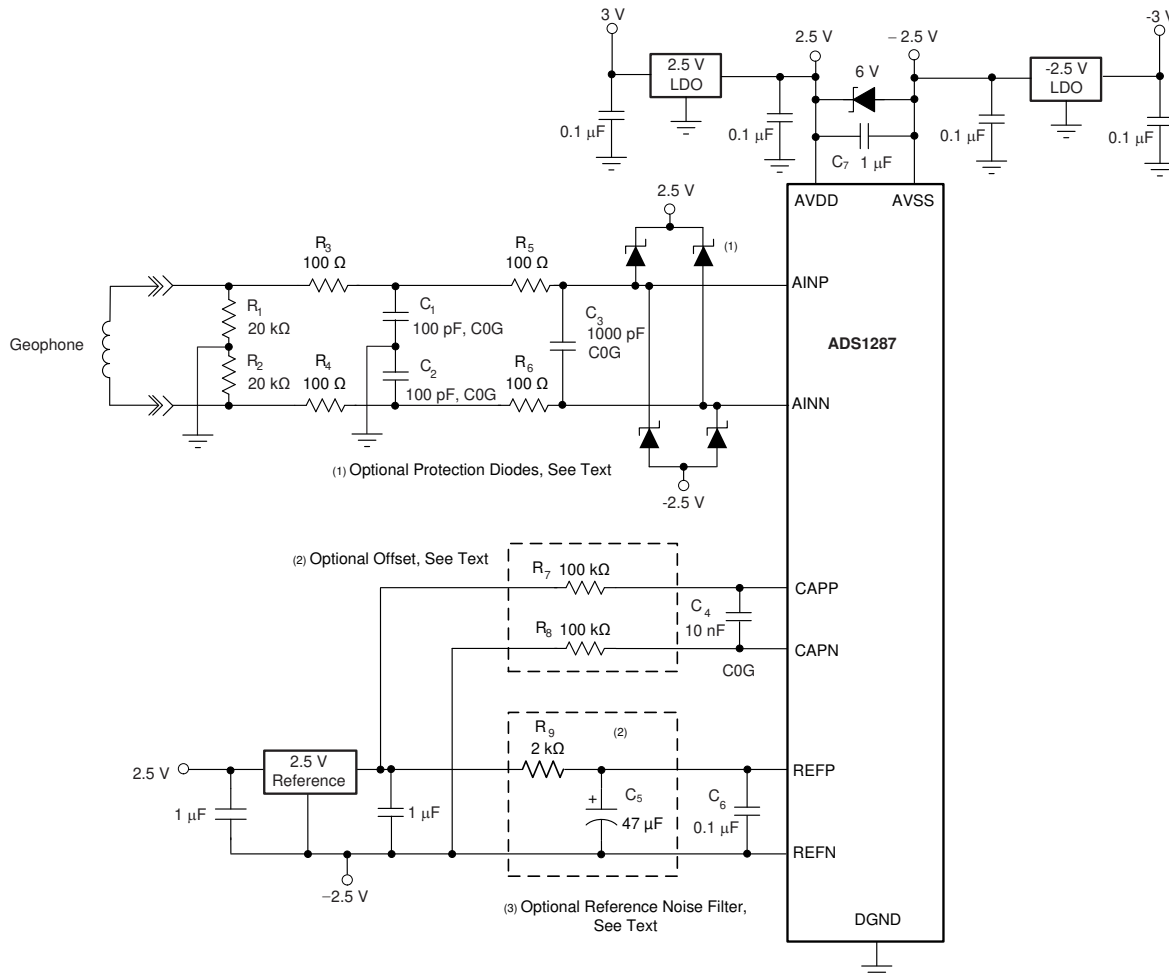 3 V
2.5 V
− 2.5 V
-3 V
2.5 V
LDO
6 V
-2.5 V
LDO
0.1 µF
0.1 µF
C7 1 µF
0.1 µF
0.1 µF
AVDD
AVSS
2.5 V
(1)
R3
100 Ω
R5
100 Ω
AINP
R1
20 kΩ
C1
100 pF, C0G
C3
1000 pF
C0G
ADS1287
Geophone
R2
20 kΩ
R4
100 Ω
C2
100 pF, C0G
R6
100 Ω
AINN
(1) Optional Protection Diodes, See Text
-2.5 V
(2) Optional Offset, See Text
R7 100 kΩ
CAPP
C4
10 nF
R8 100 kΩ
CAPN
C0G
R9
2 kΩ
(2)
2.5 V
2.5 V
Reference
REFP
1 µF
1 µF
+
C5
47 µF
C6
0.1 µF
REFN
−2.5 V
(3) Optional Reference Noise Filter,
See Text
DGND